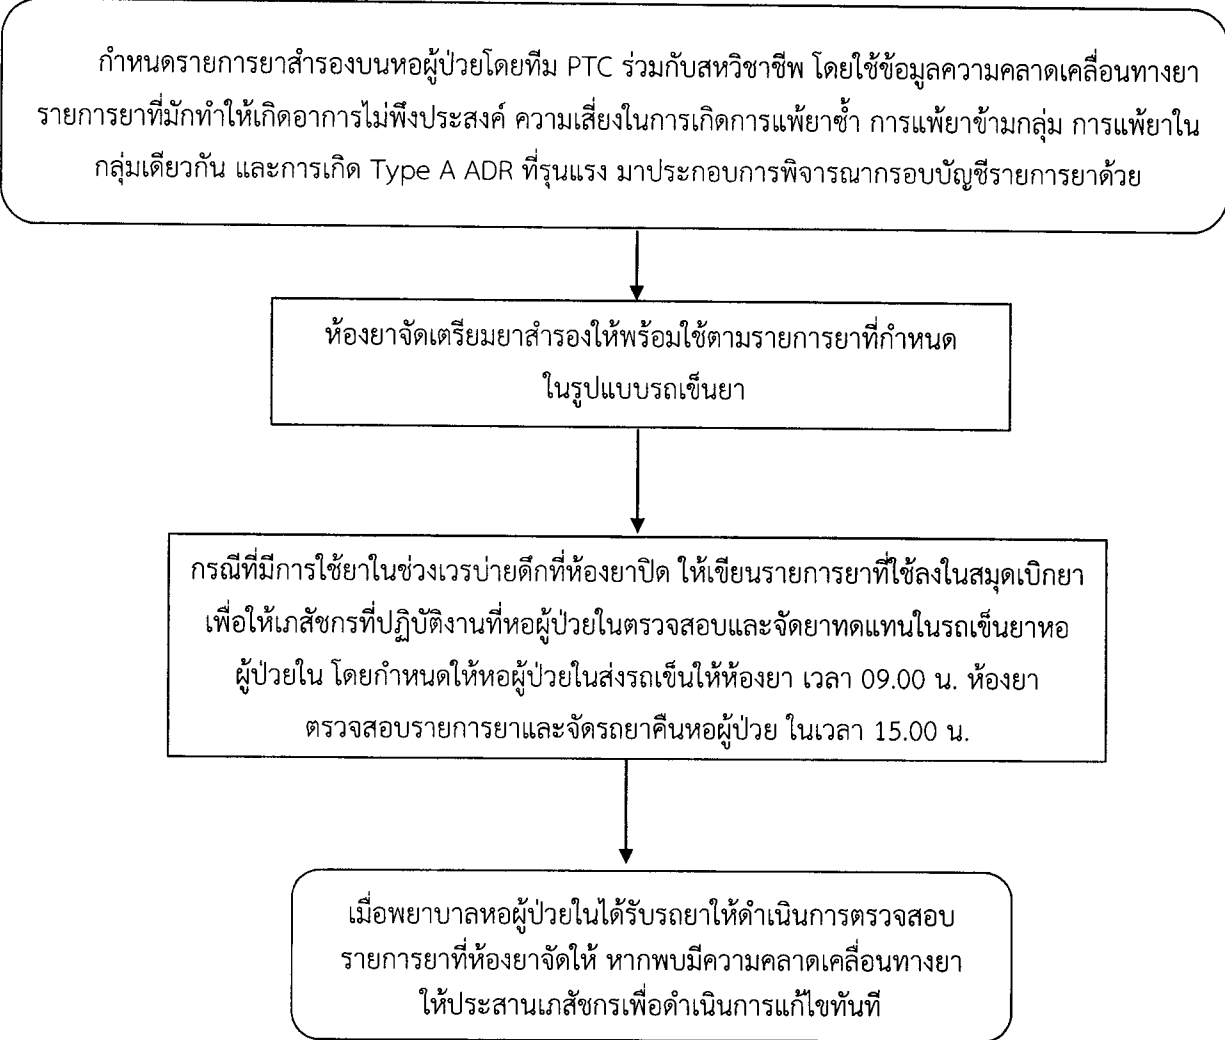 กำหนดรายการยาสำรองบนหอผู้ป่วยโดยทีม PTC ร่วมกับสหวิชาชีพ โดยใช้ข้อมูลความคลาดเคลื่อนทางยา
รายการยาที่มักทำให้เกิดอาการไม่พึงประสงค์ ความเสี่ยงในการเกิดการแพ้ยาซ้ำ การแพ้ยาข้ามกลุ่ม การแพ้ยาใน
กลุ่มเดียวกัน และการเกิด Type A ADR ที่รุนแรง มาประกอบการพิจารณากรอบบัญชีรายการยาด้วย
ห้องยาจัดเตรียมยาสำรองให้พร้อมใช้ตามรายการยาที่กำหนด
ในรูปแบบรถเข็นยา
กรณีที่มีการใช้ยาในช่วงเวรบ่ายดึกที่ห้องยาปิด ให้เขียนรายการยาที่ใช้ลงในสมุดเบิกยา
เพื่อให้เภสัชกรที่ปฏิบัติงานที่หอผู้ป่วยในตรวจสอบและจัดยาทดแทนในรถเข็นยาหอ
ผู้ป่วยใน โดยกำหนดให้หอผู้ป่วยในส่งรถเข็นให้ห้องยา เวลา 09.00 น. ห้องยา
ตรวจสอบรายการยาและจัดรถยาคืนหอผู้ป่วย ในเวลา 15.00 น.
เมื่อพยาบาลหอผู้ป่วยในได้รับรถยาให้ดำเนินการตรวจสอบ
รายการยาที่ห้องยาจัดให้ หากพบมีความคลาดเคลื่อนทางยา
ให้ประสานเภสัชกรเพื่อดำเนินการแก้ไขทันที